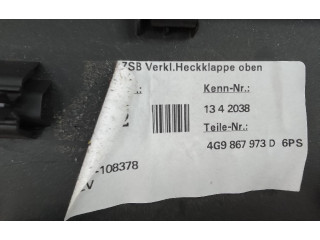 ZSB Verkl.Heckklappe oben
Kenn-Nr.:
13 4 2038
Teile-Nr.:
4G9 867 973 D 6PS
-108378